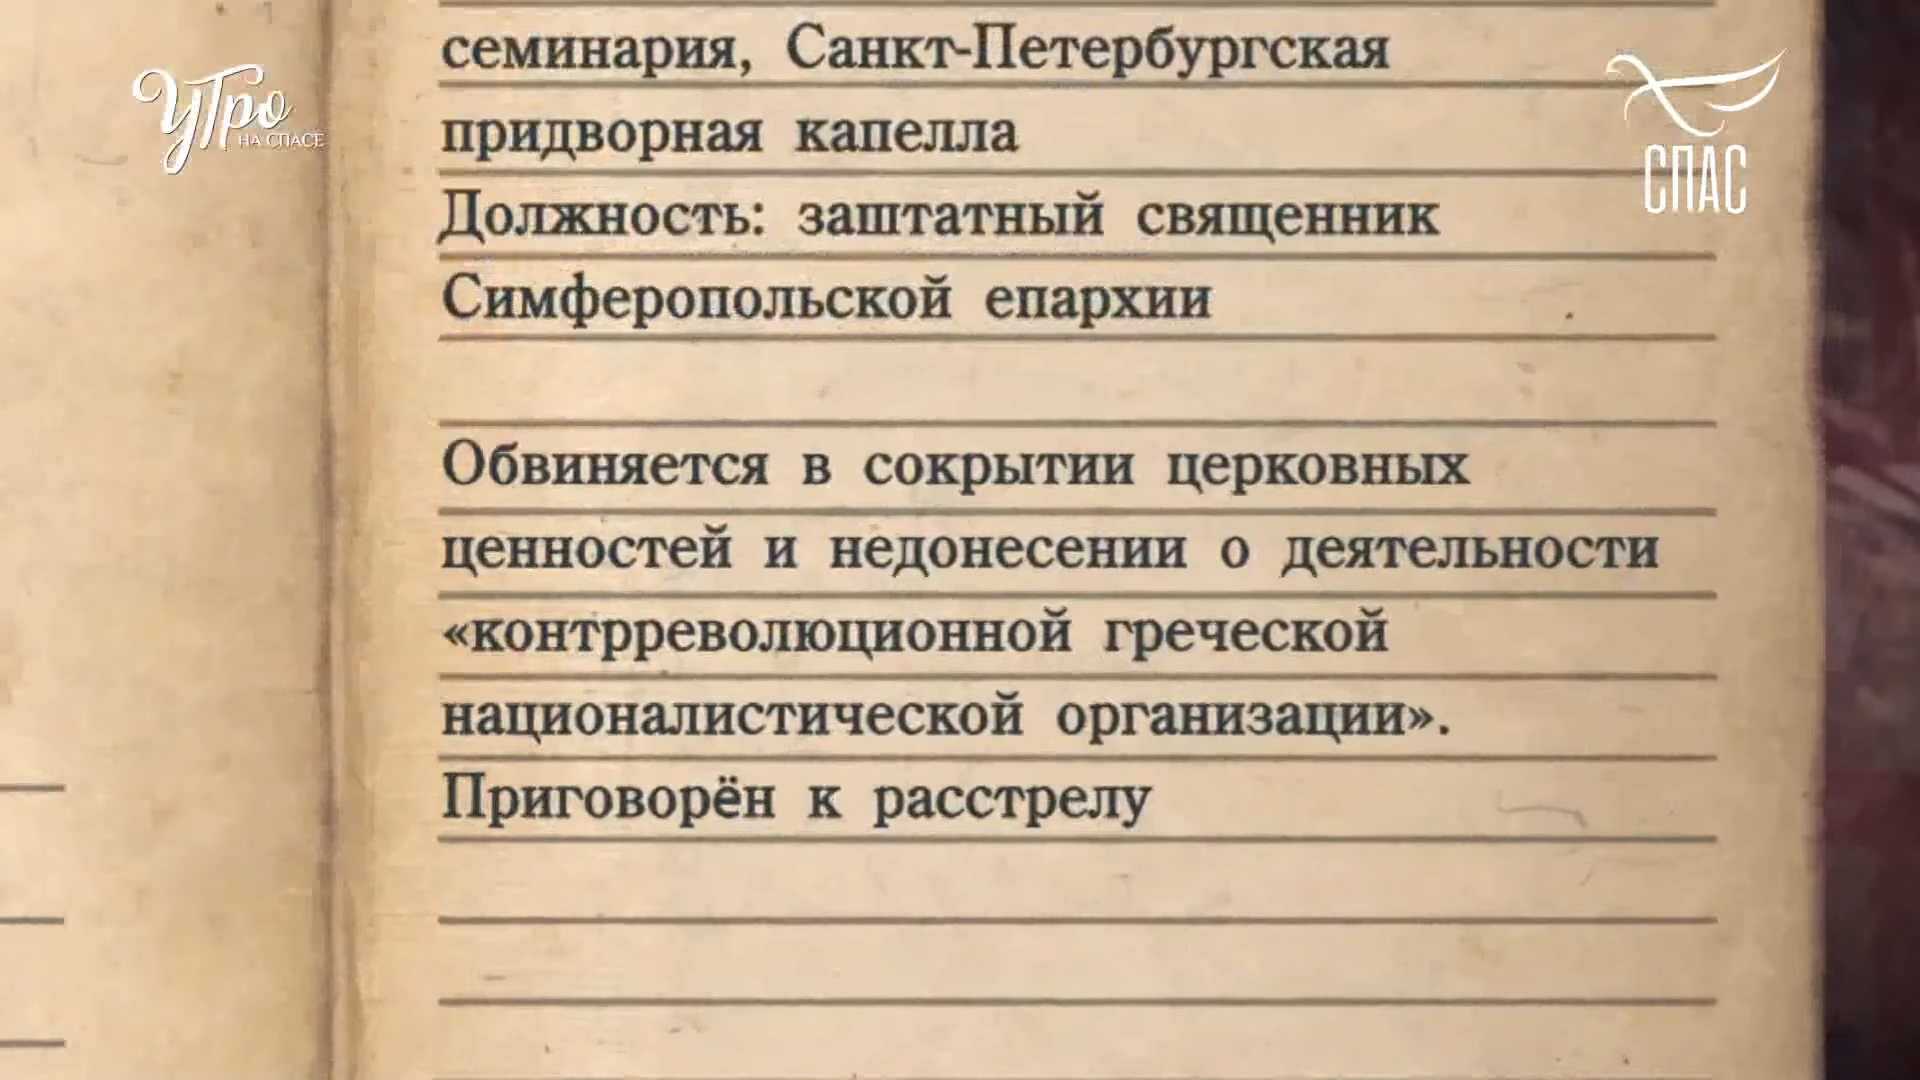 семинария, Санкт-Петербургская
придворная капелла
Должность: заштатный священник
Симферопольской епархии
Обвиняется в сокрытии церковных
ценностей и недонесении о деятельности
«контрреволюционной греческой
националистической организации».
Приговорён к расстрелу
УТРО
НА СПАСЕ
СПАС